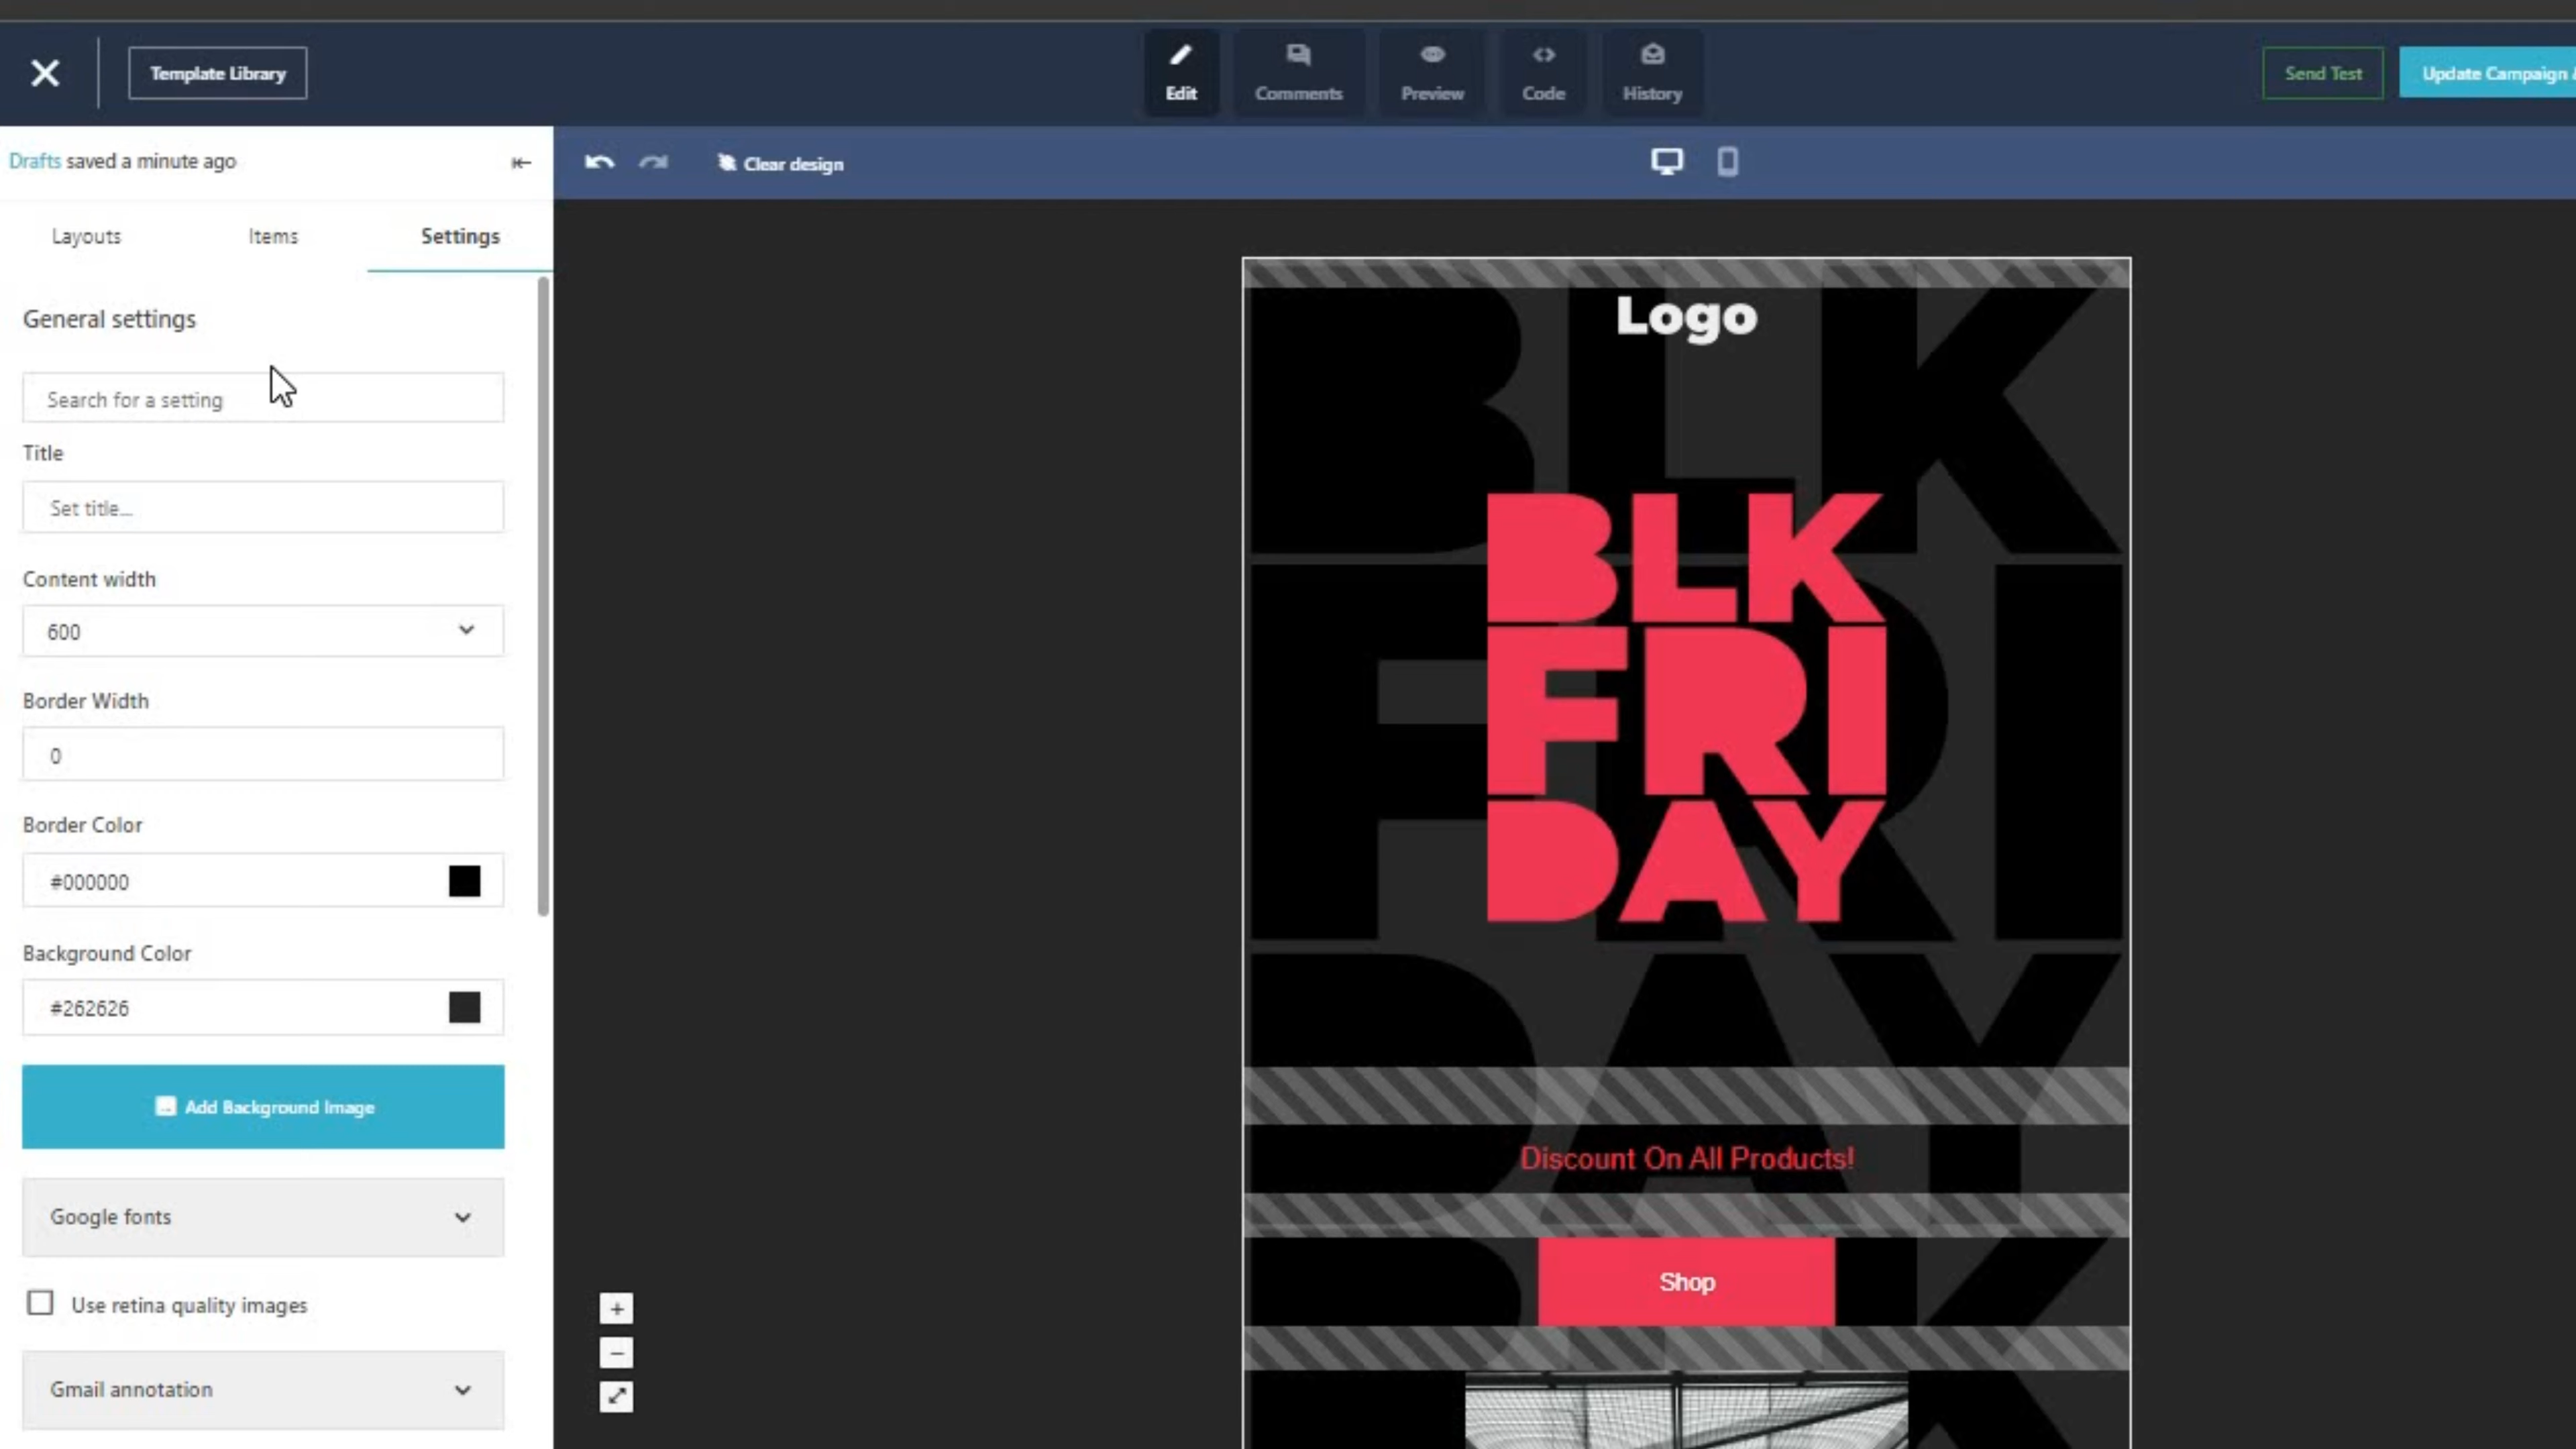 Template Library
Edit
Comments
Preview
Code
History
Send Test
Update Campaign
Drafts saved a minute ago
Clear design
Layouts
Items
Settings
General settings
Search for a setting
Title
Set title...
Content width
600
Border Width
0
Border Color
#000000
Background Color
#262626
Add Background Image
Google fonts
Use retina quality images
Gmail annotation
Logo
BLK
FRI
DAY
BLK
FRI
DAY
Discount On All Products!
Shop